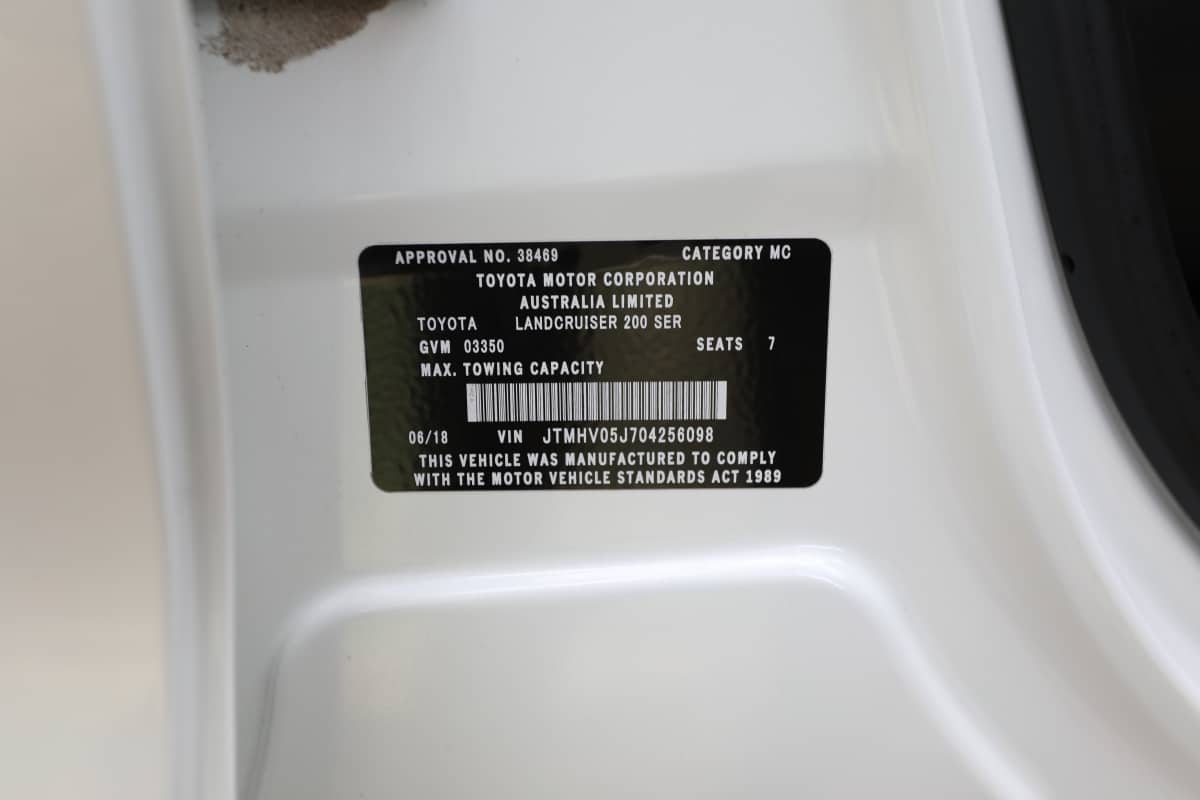 APPROVAL NO. 38469 CATEGORY MC
TOYOTA MOTOR CORPORATION
AUSTRALIA LIMITED
TOYOTA LANDCRUISER 200 SER
GVM 03350 SEATS 7
MAX. TOWING CAPACITY
06/18 VIN JTMHV05J704256098
THIS VEHICLE WAS MANUFACTURED TO COMPLY
WITH THE MOTOR VEHICLE STANDARDS ACT 1989